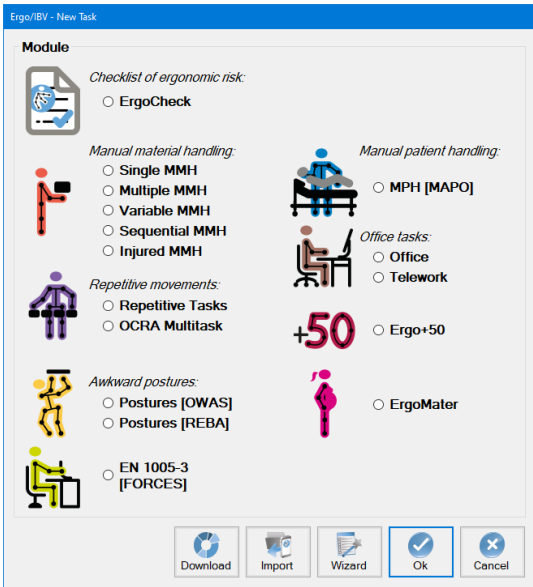 Ergo/IBV - New Task
Module
Checklist of ergonomic risk:
ErgoCheck
Manual material handling:
Single MMH
Multiple MMH
Variable MMH
Sequential MMH
Injured MMH
Repetitive movements:
Repetitive Tasks
OCRA Multitask
Awkward postures:
Postures [OWAS]
Postures [REBA]
EN 1005-3
[FORCES]
Manual patient handling:
MPH [MAPO]
Office tasks:
Office
Telework
+50
Ergo+50
ErgoMater
Download
Import
Wizard
Ok
Cancel